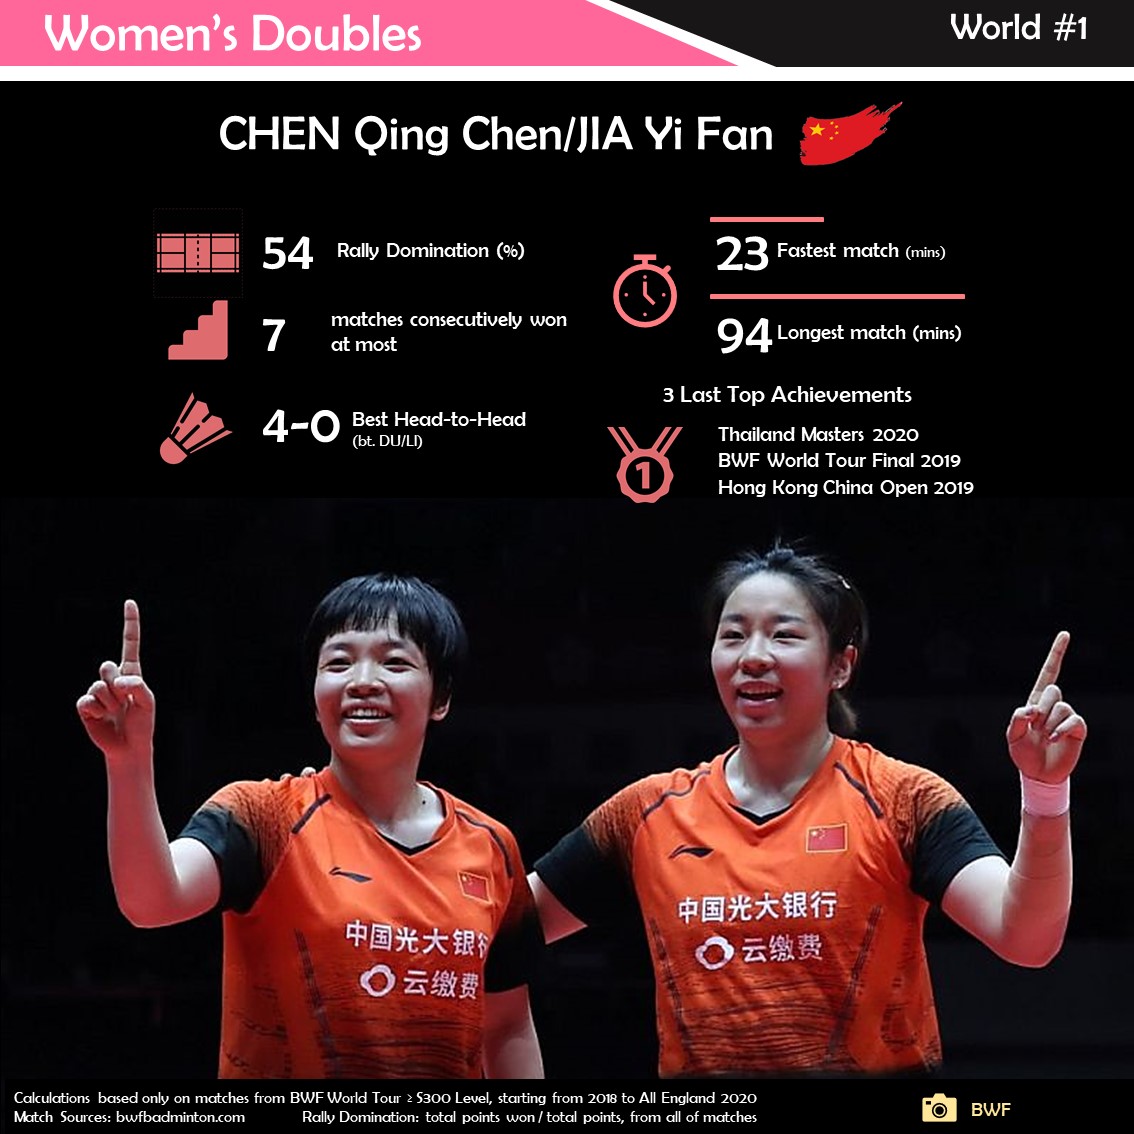 Women's Doubles
World #1
CHEN Qing Chen/JIA Yi Fan
54 Rally Domination (%)
7 matches consecutively won
at most
4-0 Best Head-to-Head
(bt. DU/LI)
23 Fastest match (mins)
94 Longest match (mins)
3 Last Top Achievements
1
Thailand Masters 2020
BWF World Tour Final 2019
Hong Kong China Open 2019
中国光大银行
云缴费
中国光大银行
云缴费
Calculations based only on matches from BWF World Tour ≥ S300 Level, starting from 2018 to All England 2020
Match Sources: bwfbadminton.com Rally Domination: total points won / total points, from all of matches
BWF